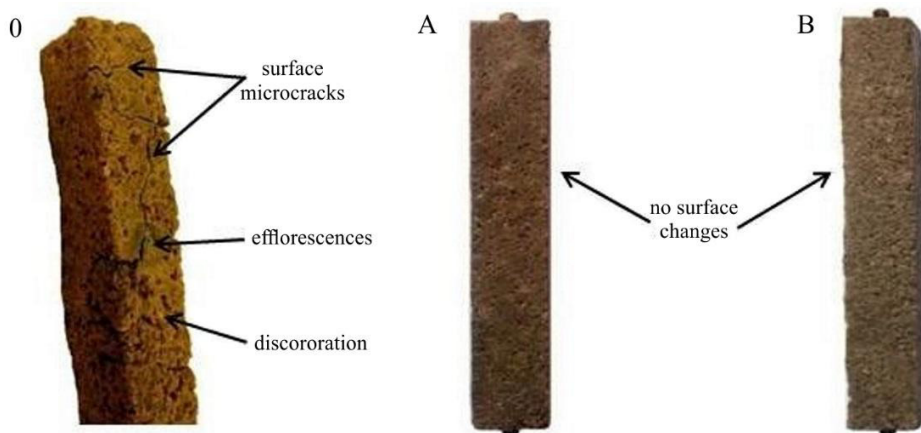 0
A
B
surface
microcracks
no surface
changes
efflorescences
discororation